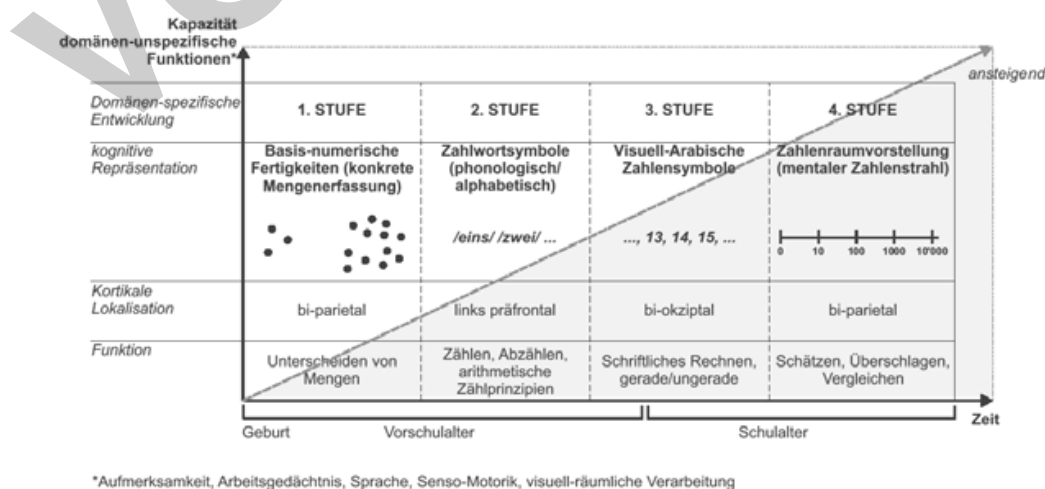 Kapazität
domänen-unspezifische
Funktionen*
ansteigend
Domänen-spezifische
Entwicklung
1. STUFE
2. STUFE
3. STUFE
4. STUFE
kognitive
Repräsentation
Basis-numerische
Fertigkeiten (konkrete
Mengenerfassung)
Zahlwortsymbole
(phonologisch/
alphabetisch)
Visuell-Arabische
Zahlensymbole
Zahlenraumvorstellung
(mentaler Zahlenstrahl)
/eins/ /zwei/ ...
..., 13, 14, 15, ...
0 10 100 1000 10'000
Kortikale
Lokalisation
bi-parietal
links präfrontal
bi-okziptal
bi-parietal
Funktion
Unterscheiden von
Mengen
Zählen, Abzählen,
arithmetische
Zählprinzipien
Schriftliches Rechnen,
gerade/ungerade
Schätzen, Überschlagen,
Vergleichen
Zeit
Geburt
Vorschulalter
Schulalter
*Aufmerksamkeit, Arbeitsgedächtnis, Sprache, Senso-Motorik, visuell-räumliche Verarbeitung